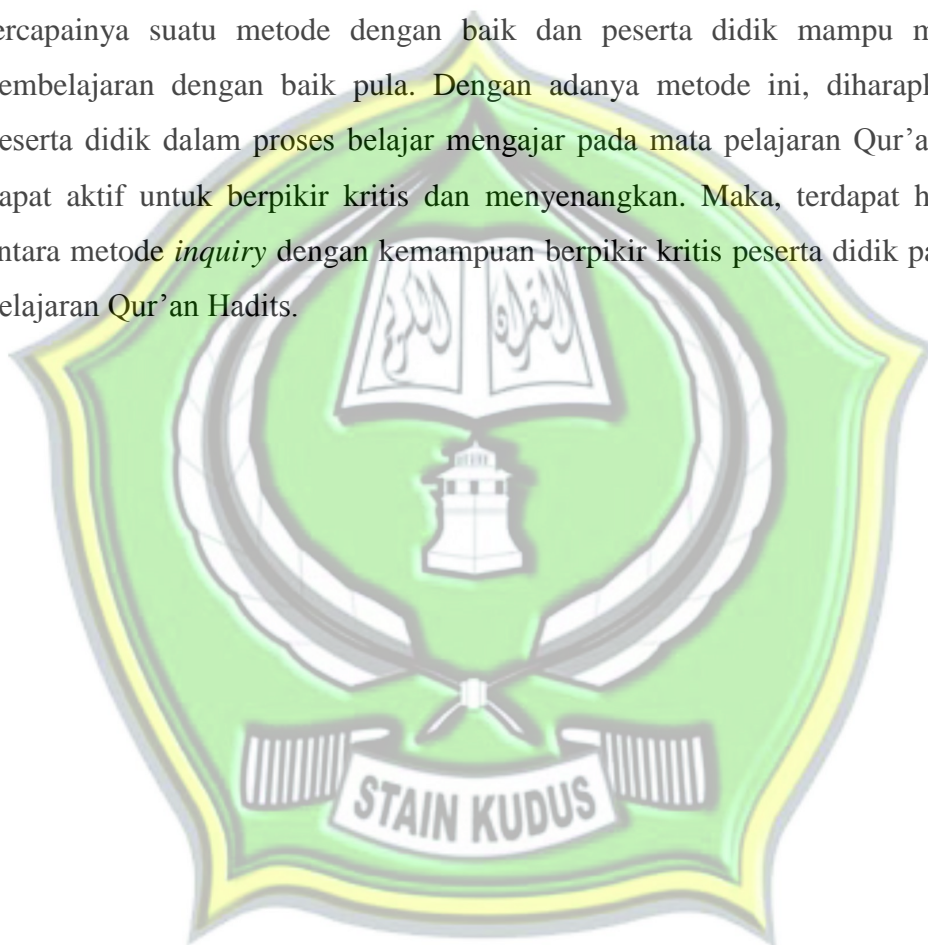 ercapainya suatu metode dengan baik dan peserta didik mampu m
embelajaran dengan baik pula. Dengan adanya metode ini, diharapk
eserta didik dalam proses belajar mengajar pada mata pelajaran Qur’a
apat aktif untuk berpikir kritis dan menyenangkan. Maka, terdapat h
ntara metode inquiry dengan kemampuan berpikir kritis peserta didik pa
elajaran Qur’an Hadits.
القرآن الكريم
STAIN KUDUS